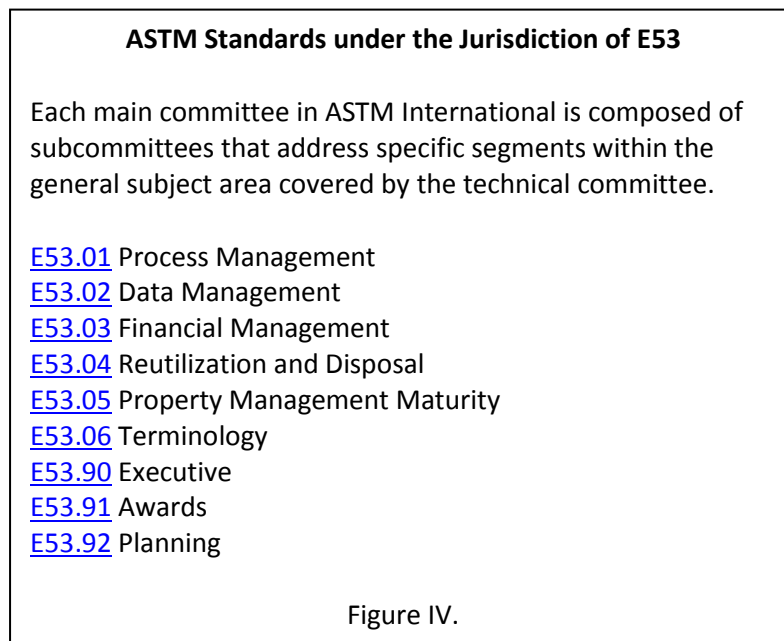 ASTM Standards under the Jurisdiction of E53
Each main committee in ASTM International is composed of
subcommittees that address specific segments within the
general subject area covered by the technical committee.
E53.01 Process Management
E53.02 Data Management
E53.03 Financial Management
E53.04 Reutilization and Disposal
E53.05 Property Management Maturity
E53.06 Terminology
E53.90 Executive
E53.91 Awards
E53.92 Planning
Figure IV.